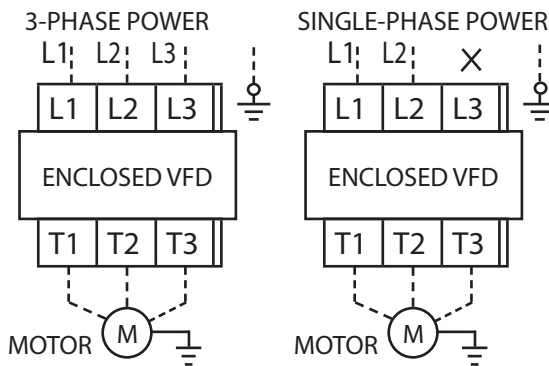 3-PHASE POWER
L1 L2 L3
L1 L2 L3
ENCLOSED VFD
T1 T2 T3
MOTOR M
SINGLE-PHASE POWER
L1 L2 X
L1 L2 L3
ENCLOSED VFD
T1 T2 T3
MOTOR M